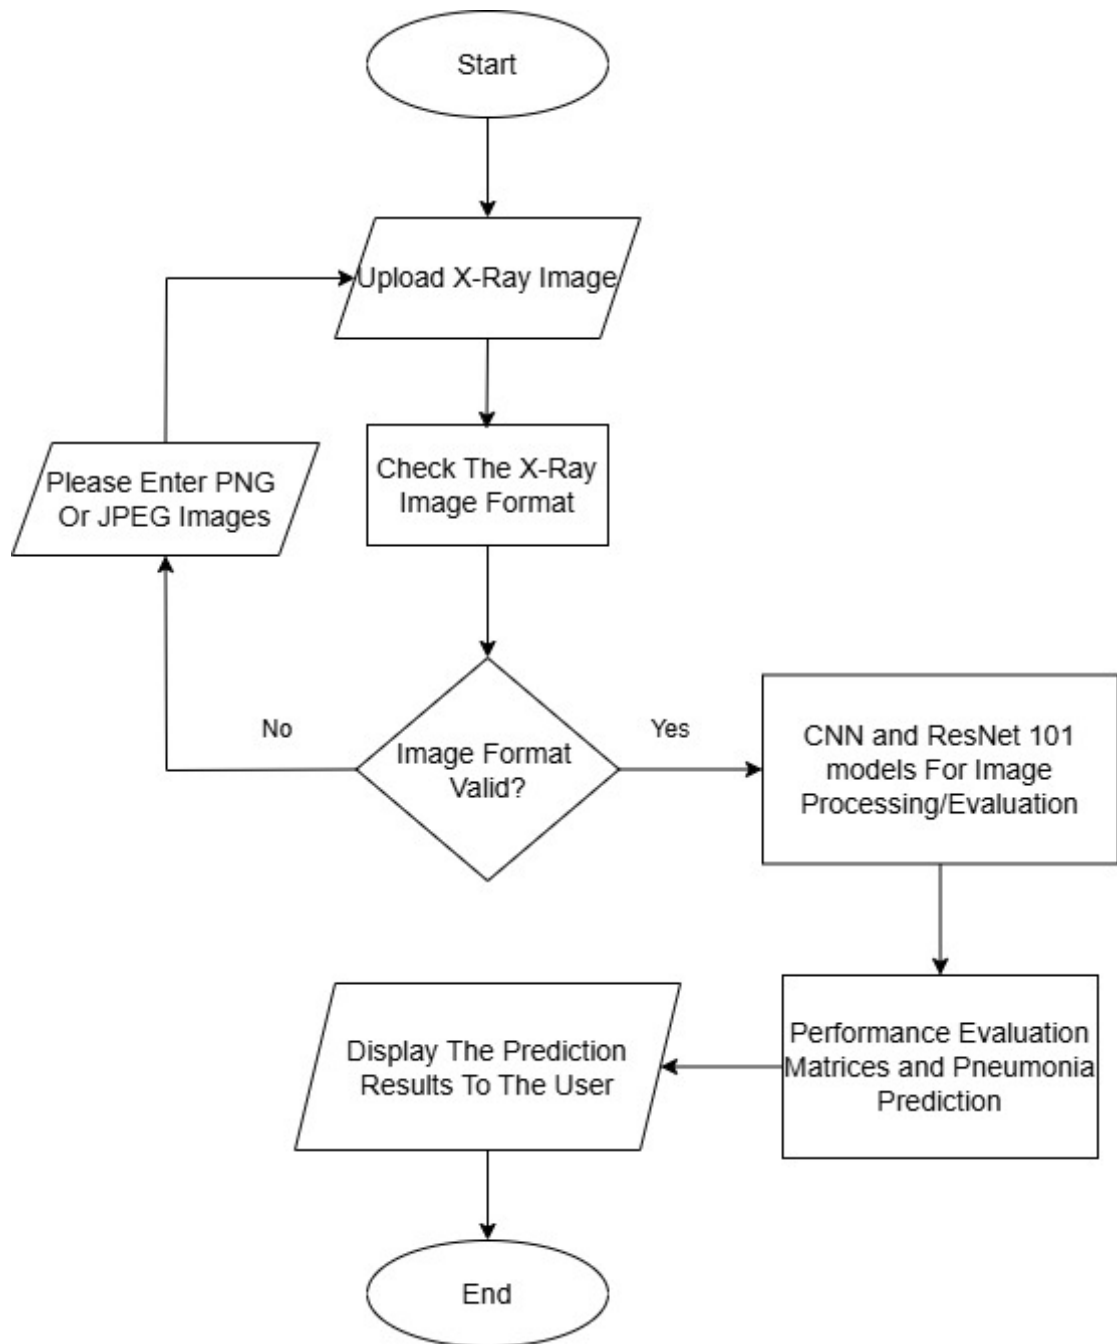 Start
Upload X-Ray Image
Check The X-Ray
Image Format
Please Enter PNG
Or JPEG Images
Image Format
Valid?
No
Yes
CNN and ResNet 101
models For Image
Processing/Evaluation
Performance Evaluation
Matrices and Pneumonia
Prediction
Display The Prediction
Results To The User
End